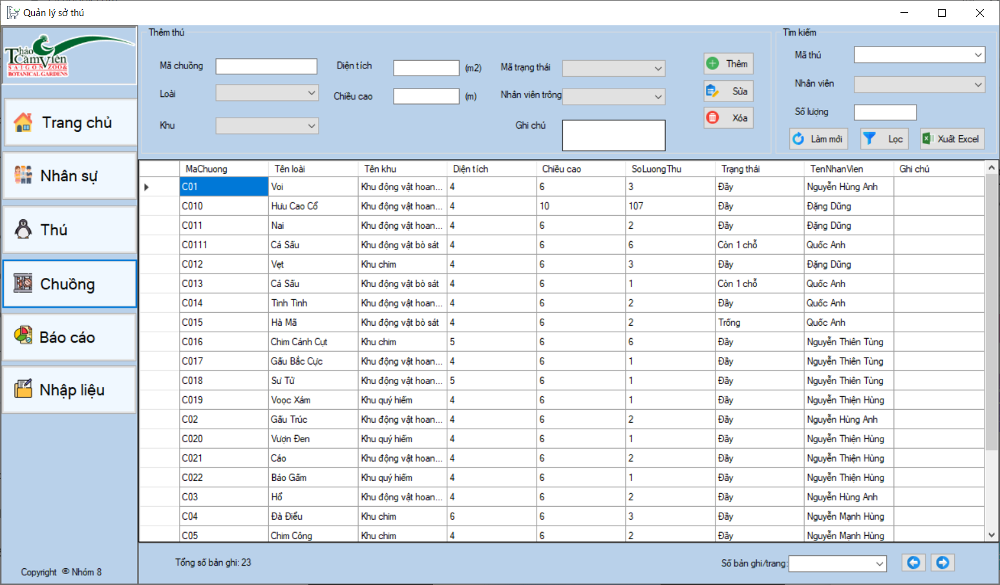 Quản lý sở thú
Thảo
Cầm Viên
SAIGON ZOO &
BOTANICAL GARDENS
Trang chủ
Nhân sự
Thú
Chuồng
Báo cáo
Nhập liệu
Copyright © Nhóm 8
Thêm thú
Mã chuồng
Loài
Khu
Diện tích (m2)
Chiều cao (m)
Mã trạng thái
Nhân viên trông
Ghi chú
Thêm
Sửa
Xóa
Tìm kiếm
Mã thú
Nhân viên
Số lượng
Làm mới Lọc Xuất Excel
MaChuong Tên loài Tên khu Diện tích Chiều cao SoLuongThu Trạng thái TenNhanVien Ghi chú
C01 Voi Khu động vật hoan... 4 6 3 Đầy Nguyễn Hùng Anh
C010 Hưu Cao Cổ Khu động vật hoan... 4 10 107 Đầy Đặng Dũng
C011 Nai Khu động vật hoan... 4 6 2 Đầy Đặng Dũng
C0111 Cá Sấu Khu động vật bò sát 4 6 6 Còn 1 chỗ Quốc Anh
C012 Vẹt Khu chim 4 6 3 Đầy Đặng Dũng
C013 Cá Sấu Khu động vật bò sát 4 6 1 Còn 1 chỗ Quốc Anh
C014 Tinh Tinh Khu động vật hoan... 4 6 2 Đầy Quốc Anh
C015 Hà Mã Khu động vật bò sát 4 6 2 Trống Quốc Anh
C016 Chim Cánh Cụt Khu chim 5 6 6 Đầy Nguyễn Thiên Tùng
C017 Gấu Bắc Cực Khu động vật hoan... 4 6 1 Đầy Nguyễn Thiên Tùng
C018 Sư Tử Khu động vật hoan... 5 6 1 Đầy Nguyễn Thiên Tùng
C019 Voọc Xám Khu quý hiếm 4 6 1 Đầy Nguyễn Thiện Hùng
C02 Gấu Trúc Khu động vật hoan... 4 6 2 Đầy Nguyễn Hùng Anh
C020 Vượn Đen Khu quý hiếm 4 6 1 Đầy Nguyễn Thiện Hùng
C021 Cáo Khu động vật hoan... 4 6 2 Đầy Nguyễn Thiện Hùng
C022 Báo Gấm Khu quý hiếm 4 6 1 Đầy Nguyễn Thiện Hùng
C03 Hổ Khu động vật hoan... 4 6 2 Đầy Nguyễn Hùng Anh
C04 Đà Điểu Khu chim 6 6 3 Đầy Nguyễn Mạnh Hùng
C05 Chim Công Khu chim 4 6 2 Đầy Nguyễn Mạnh Hùng
Tổng số bản ghi: 23
Số bản ghi/trang: